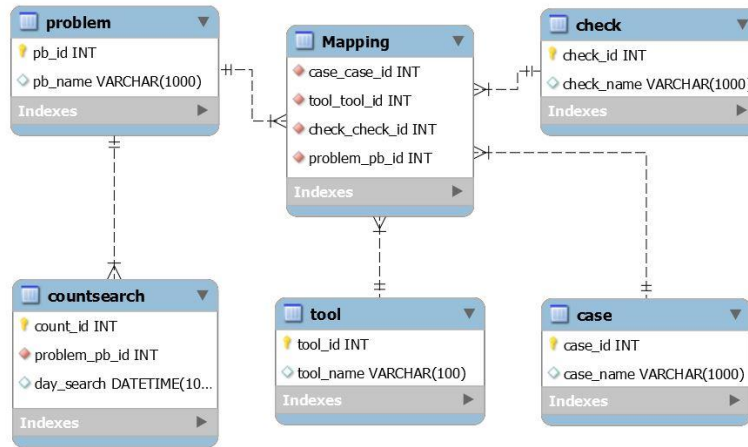 problem
pb_id INT
pb_name VARCHAR(1000)
Indexes
Mapping
case_case_id INT
tool_tool_id INT
check_check_id INT
problem_pb_id INT
Indexes
check
check_id INT
check_name VARCHAR(1000)
Indexes
countsearch
count_id INT
problem_pb_id INT
day_search DATETIME(10...
Indexes
tool
tool_id INT
tool_name VARCHAR(100)
Indexes
case
case_id INT
case_name VARCHAR(1000)
Indexes